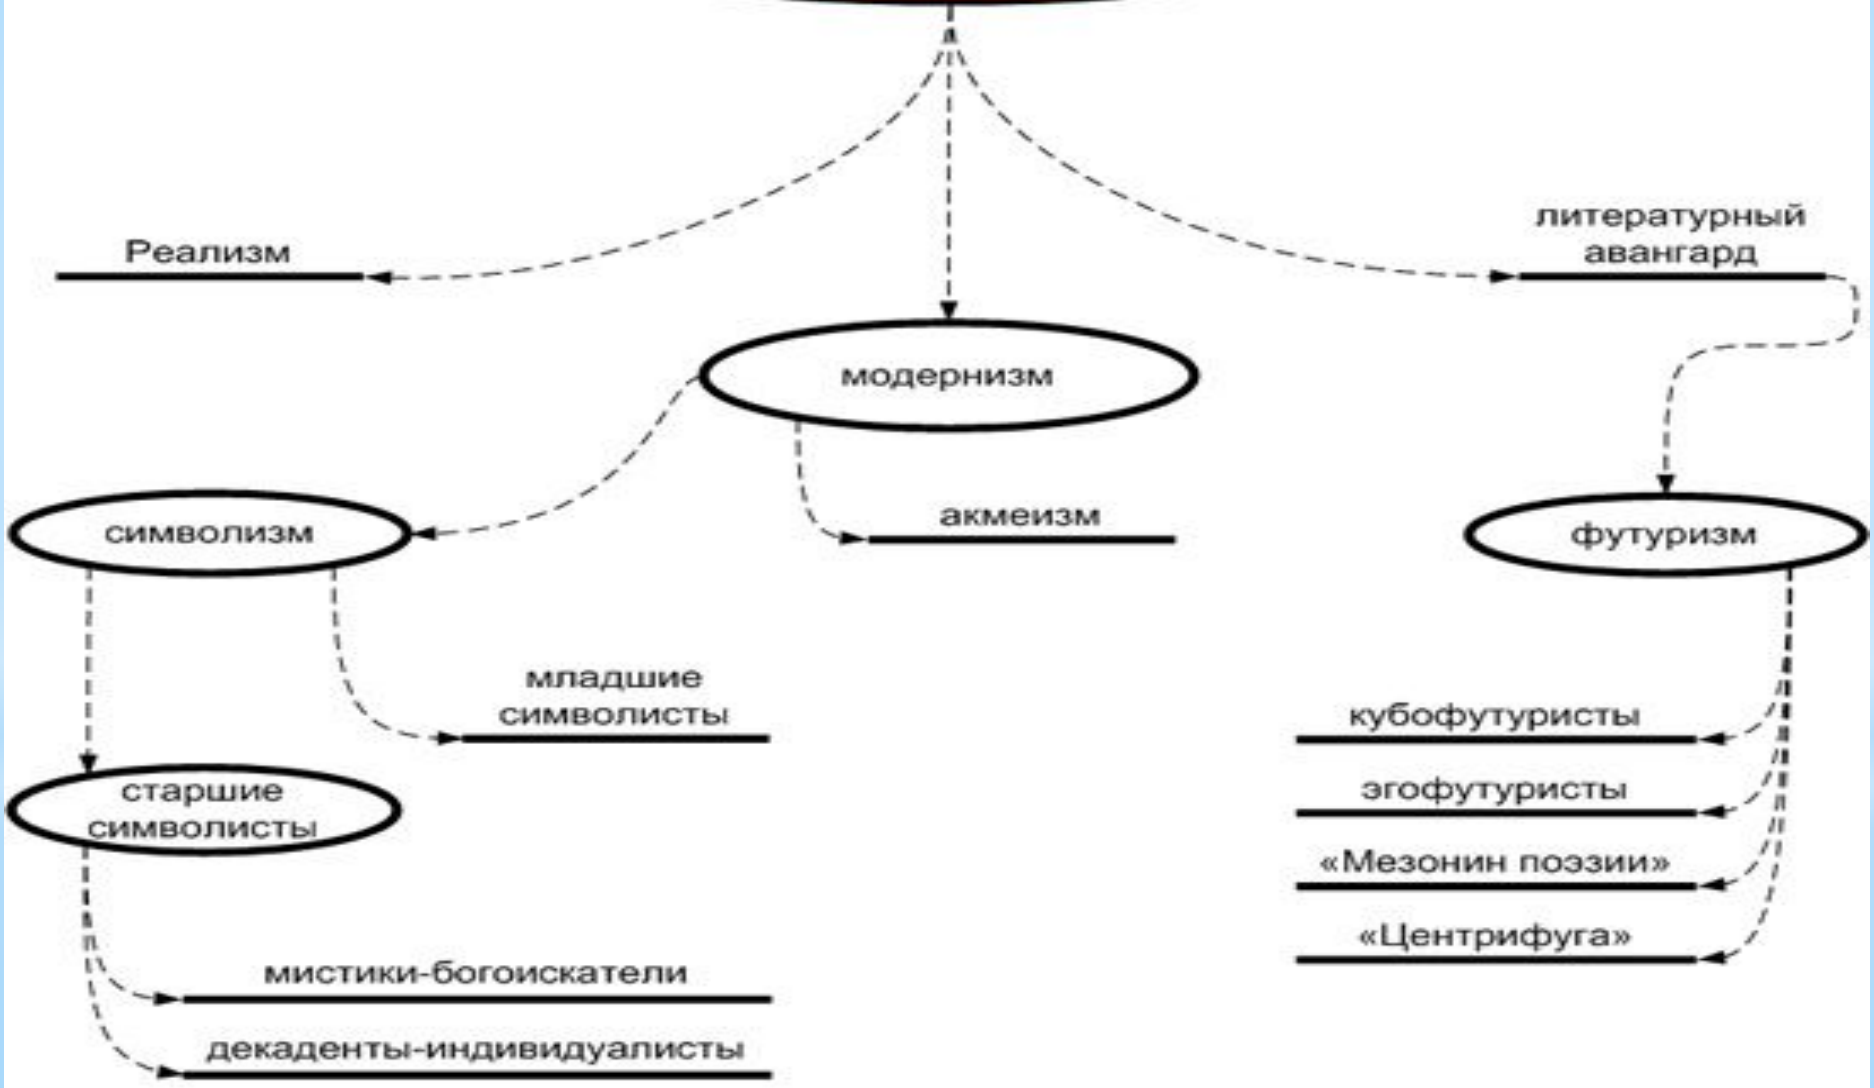 литературный
авангард
Реализм
модернизм
акмеизм
символизм
футуризм
младшие
символисты
кубофутуристы
старшие
символисты
эгофутуристы
«Мезонин поэзии»
«Центрифуга»
мистики-богоискатели
декаденты-индивидуалисты